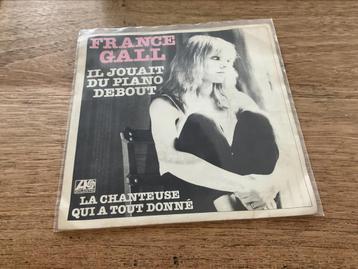 FRANCE
GALL
IL JOUAIT
DU PIANO
DEBOUT
LA CHANTEUSE
QUI A TOUT DONNÉ